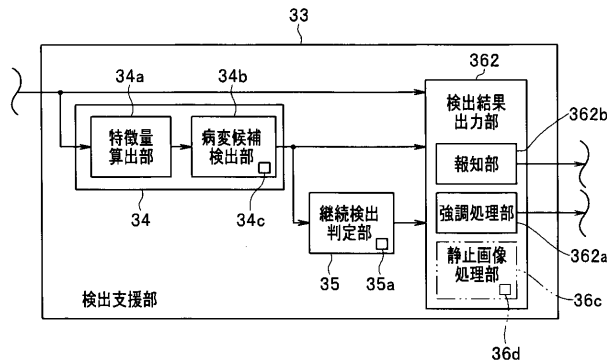 33
34a
34b
362
特徴量
算出部
病変候補
検出部
34c
34
検出結果
出力部
362b
報知部
継続検出
判定部
35
35a
強調処理部
362a
静止画像
処理部
36c
36d
検出支援部